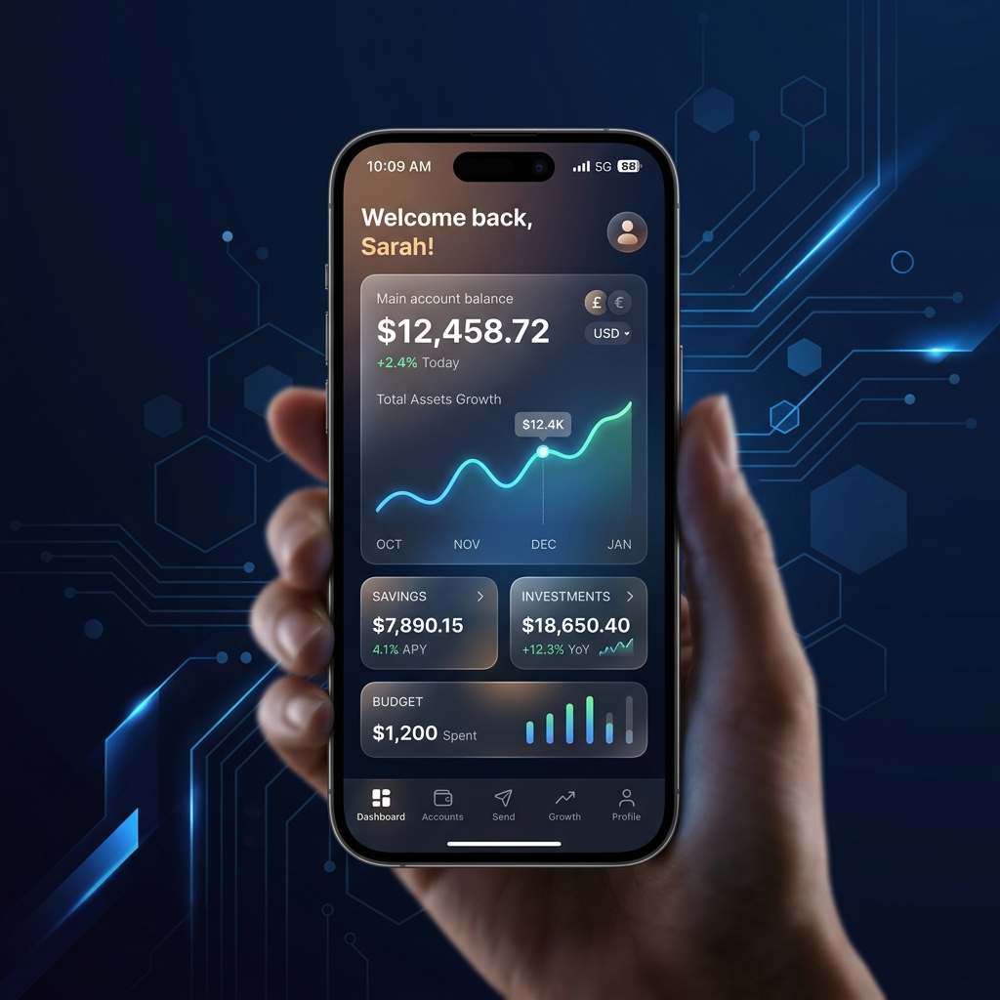 10:09 AM
5G 88
Welcome back,
Sarah!
Main account balance
£ €
$12,458.72
USD
+2.4% Today
Total Assets Growth
$12.4K
OCT NOV DEC JAN
SAVINGS
$7,890.15
4.1% APY
INVESTMENTS
$18,650.40
+12.3% YoY
BUDGET
$1,200 Spent
Dashboard Accounts Send Growth Profile